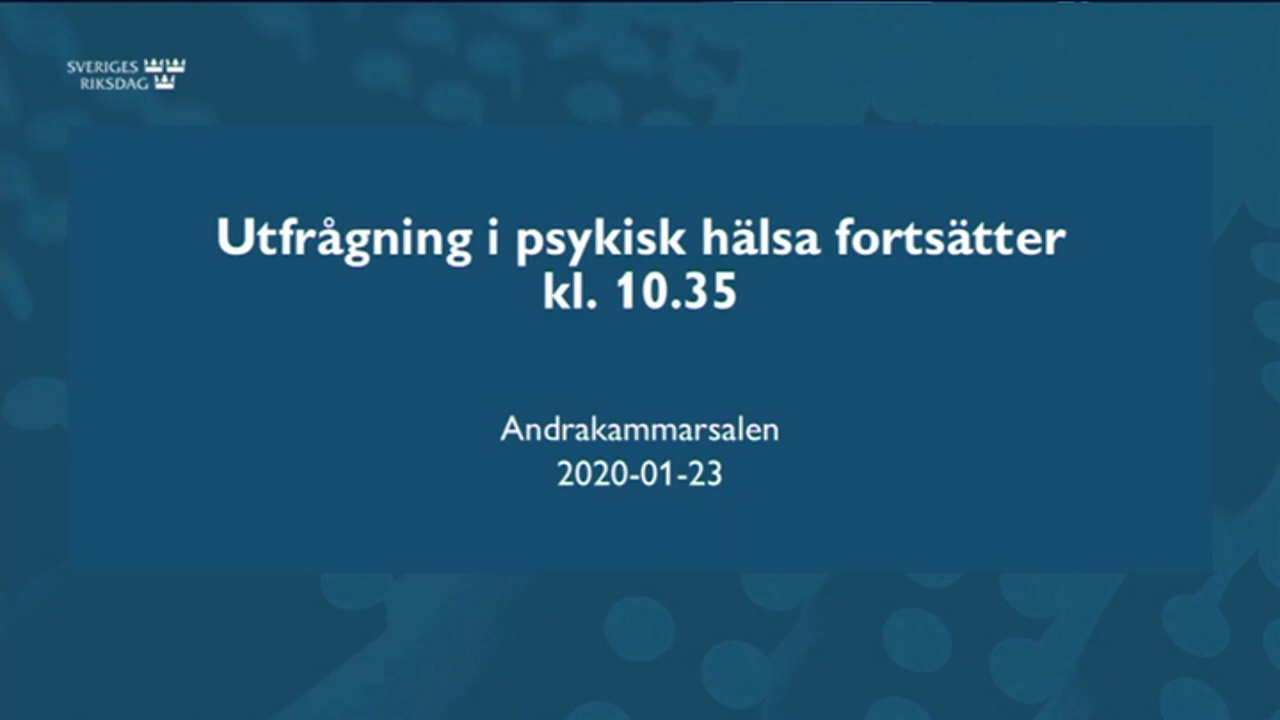 SVERIGES
RIKSDAG
Utfrågning i psykisk hälsa fortsätter
kl. 10.35
Andrakammarsalen
2020-01-23